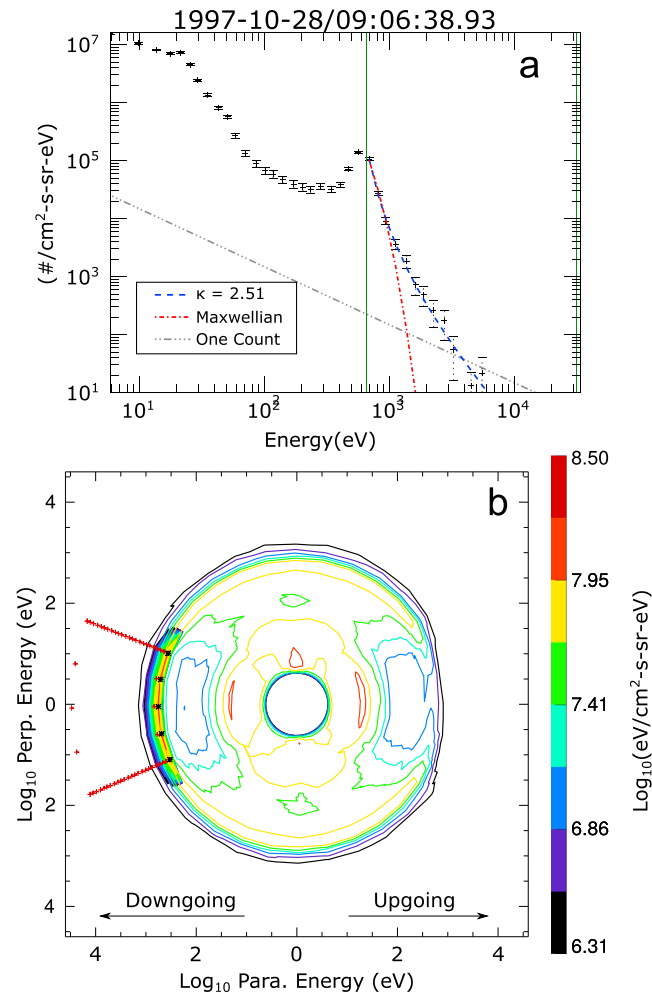 1997-10-28/09:06:38.93
a
(#/cm²-s-sr-eV)
10⁷
10⁵
10³
10¹
κ = 2.51
Maxwellian
One Count
10¹
10²
10³
10⁴
Energy(eV)
b
Log₁₀ Perp. Energy (eV)
4
2
0
2
4
Downgoing
Upgoing
4
2
0
2
4
Log₁₀ Para. Energy (eV)
8.50
7.95
7.41
6.86
6.31
Log₁₀(eV/cm²-s-sr-eV)